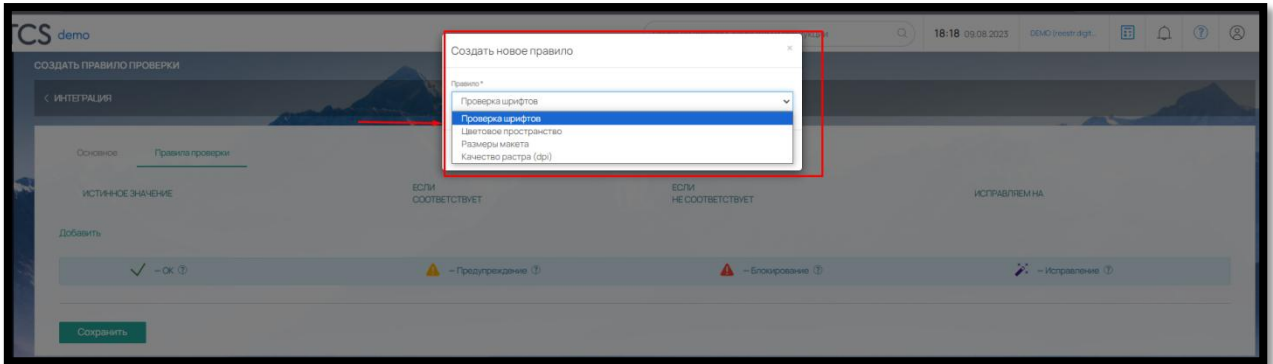 TCS demo
18:18 09.08.2023
СОЗДАТЬ ПРАВИЛО ПРОВЕРКИ
< ИНТЕГРАЦИЯ
Создать новое правило ×
Правило *
Проверка шрифтов
Проверка шрифтов
Цветовое пространство
Размеры макета
Качество растра (dpi)
Основное Правила проверки
ИСТИННОЕ ЗНАЧЕНИЕ
ЕСЛИ
СООТВЕТСТВУЕТ
ЕСЛИ
НЕ СООТВЕТСТВУЕТ
ИСПРАВЛЯЕМ НА
Добавить
– OK ? – Предупреждение ? – Блокирование ? – Исправление ?
Сохранить